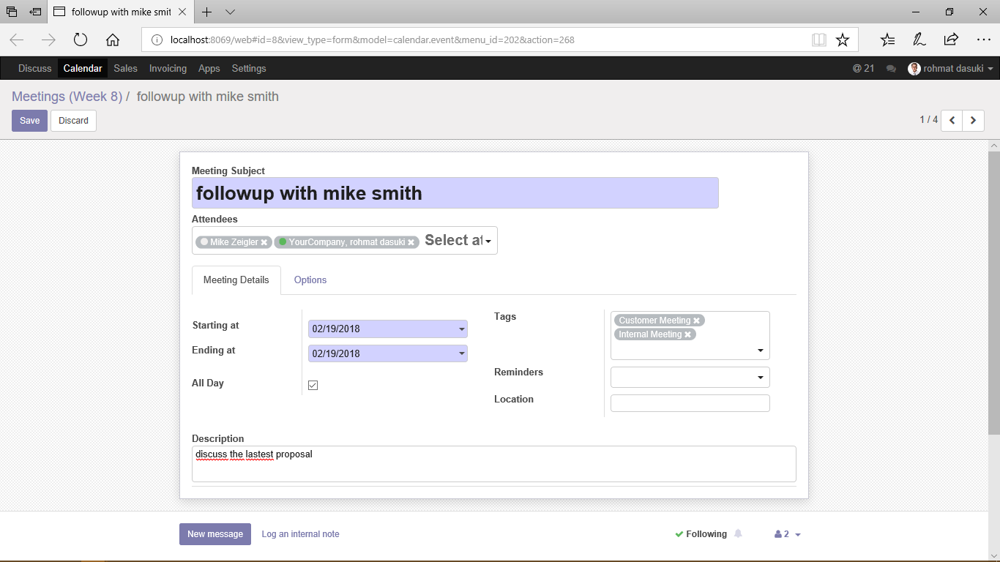 followup with mike smit
localhost:8069/web#id=8&view_type=form&model=calendar.event&menu_id=202&action=268
Discuss Calendar Sales Invoicing Apps Settings @ 21 rohmat dasuki
Meetings (Week 8) / followup with mike smith
Save Discard 1 / 4
Meeting Subject
followup with mike smith
Attendees
Mike Zeigler YourCompany, rohmat dasuki Select at
Meeting Details Options
Starting at 02/19/2018
Ending at 02/19/2018
All Day
Tags Customer Meeting
Internal Meeting
Reminders
Location
Description
discuss the lastest proposal
New message Log an internal note Following 2